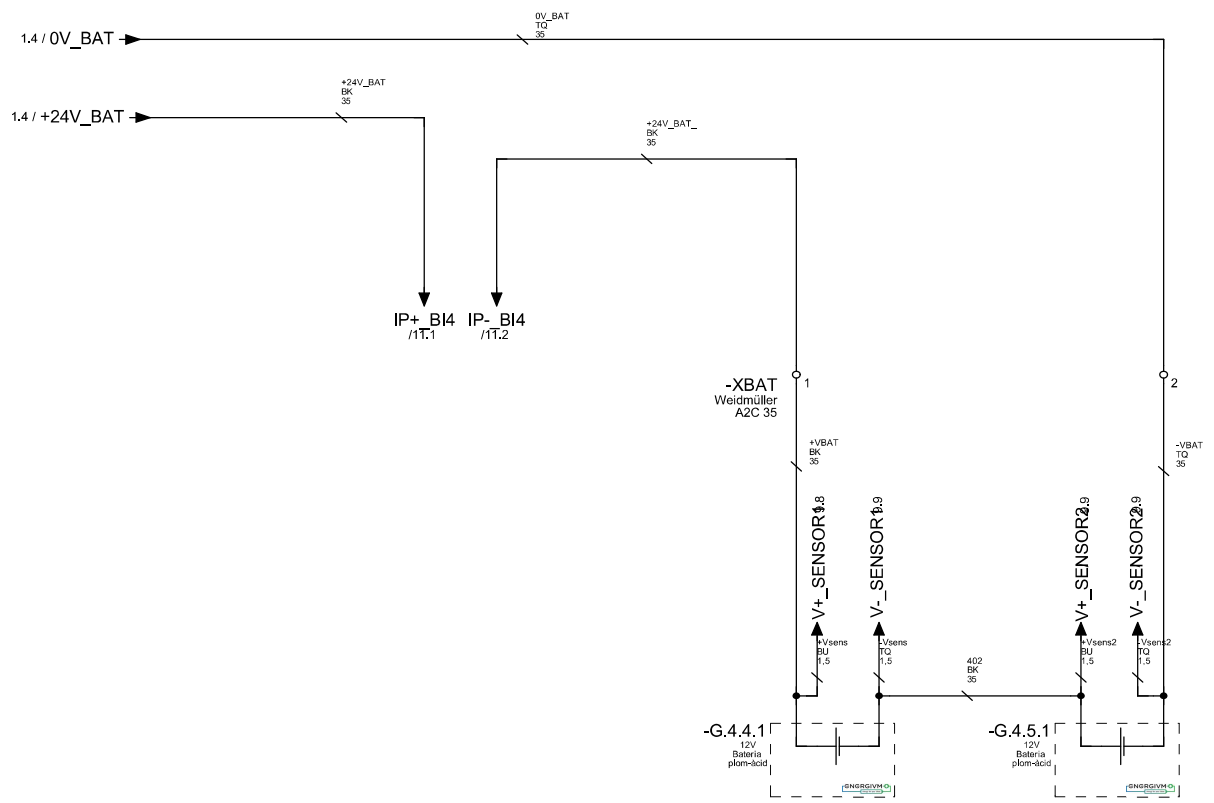 1.4 / 0V_BAT
0V_BAT
TQ
35
1.4 / +24V_BAT
+24V_BAT
BK
35
+24V_BAT_
BK
35
IP+_BI4
/11.1
IP-_BI4
/11.2
-XBAT
Weidmüller
A2C 35
1
2
+VBAT
BK
35
-VBAT
TQ
35
V+_SENSOR1
V-_SENSOR1
V+_SENSOR2
V-_SENSOR2
+Vsens
BU
1,5
-Vsens
TQ
1,5
402
BK
35
+Vsens2
BU
1,5
-Vsens2
TQ
1,5
-G.4.4.1
12V
Bateria
plom-àcid
-G.4.5.1
12V
Bateria
plom-àcid